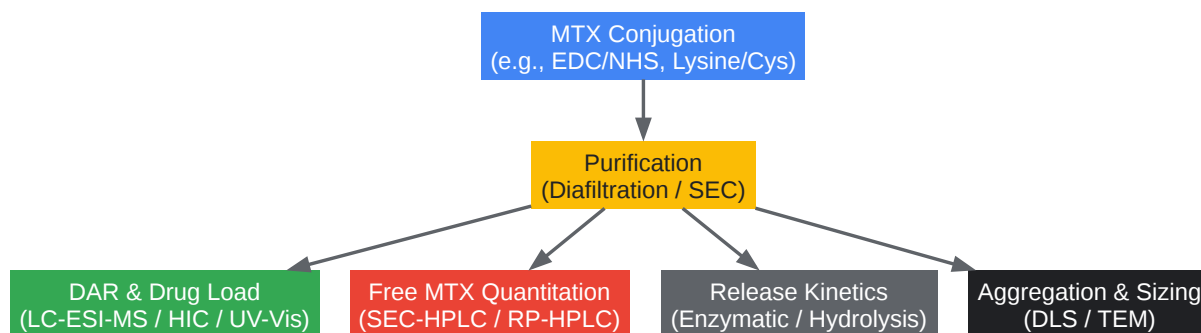 MTX Conjugation
(e.g., EDC/NHS, Lysine/Cys)
Purification
(Diafiltration / SEC)
DAR & Drug Load
(LC-ESI-MS / HIC / UV-Vis)
Free MTX Quantitation
(SEC-HPLC / RP-HPLC)
Release Kinetics
(Enzymatic / Hydrolysis)
Aggregation & Sizing
(DLS / TEM)